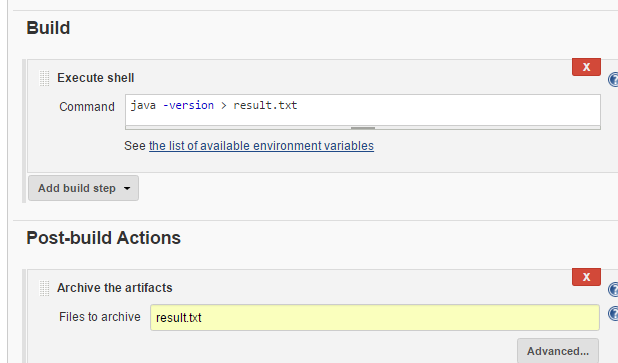 Build
X
Execute shell
Command java -version > result.txt
See the list of available environment variables
Add build step
Post-build Actions
X
Archive the artifacts
Files to archive result.txt
Advanced...